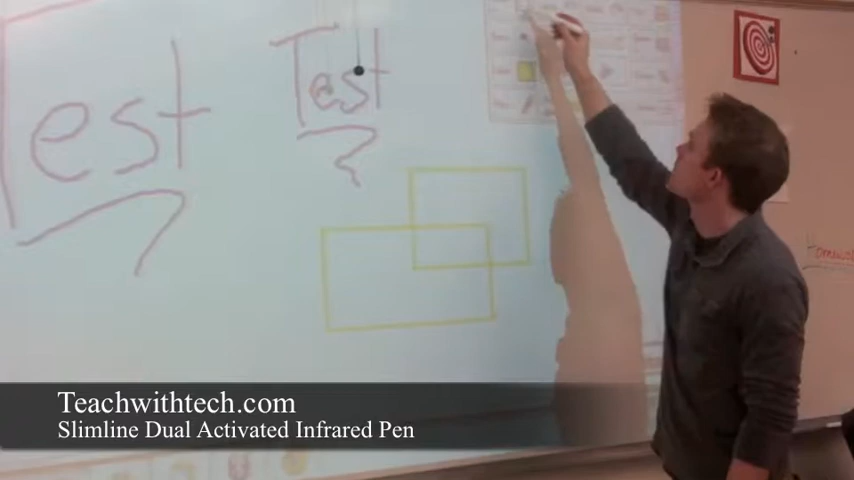 Test
Test
Teachwithtech.com
Slimline Dual Activated Infrared Pen